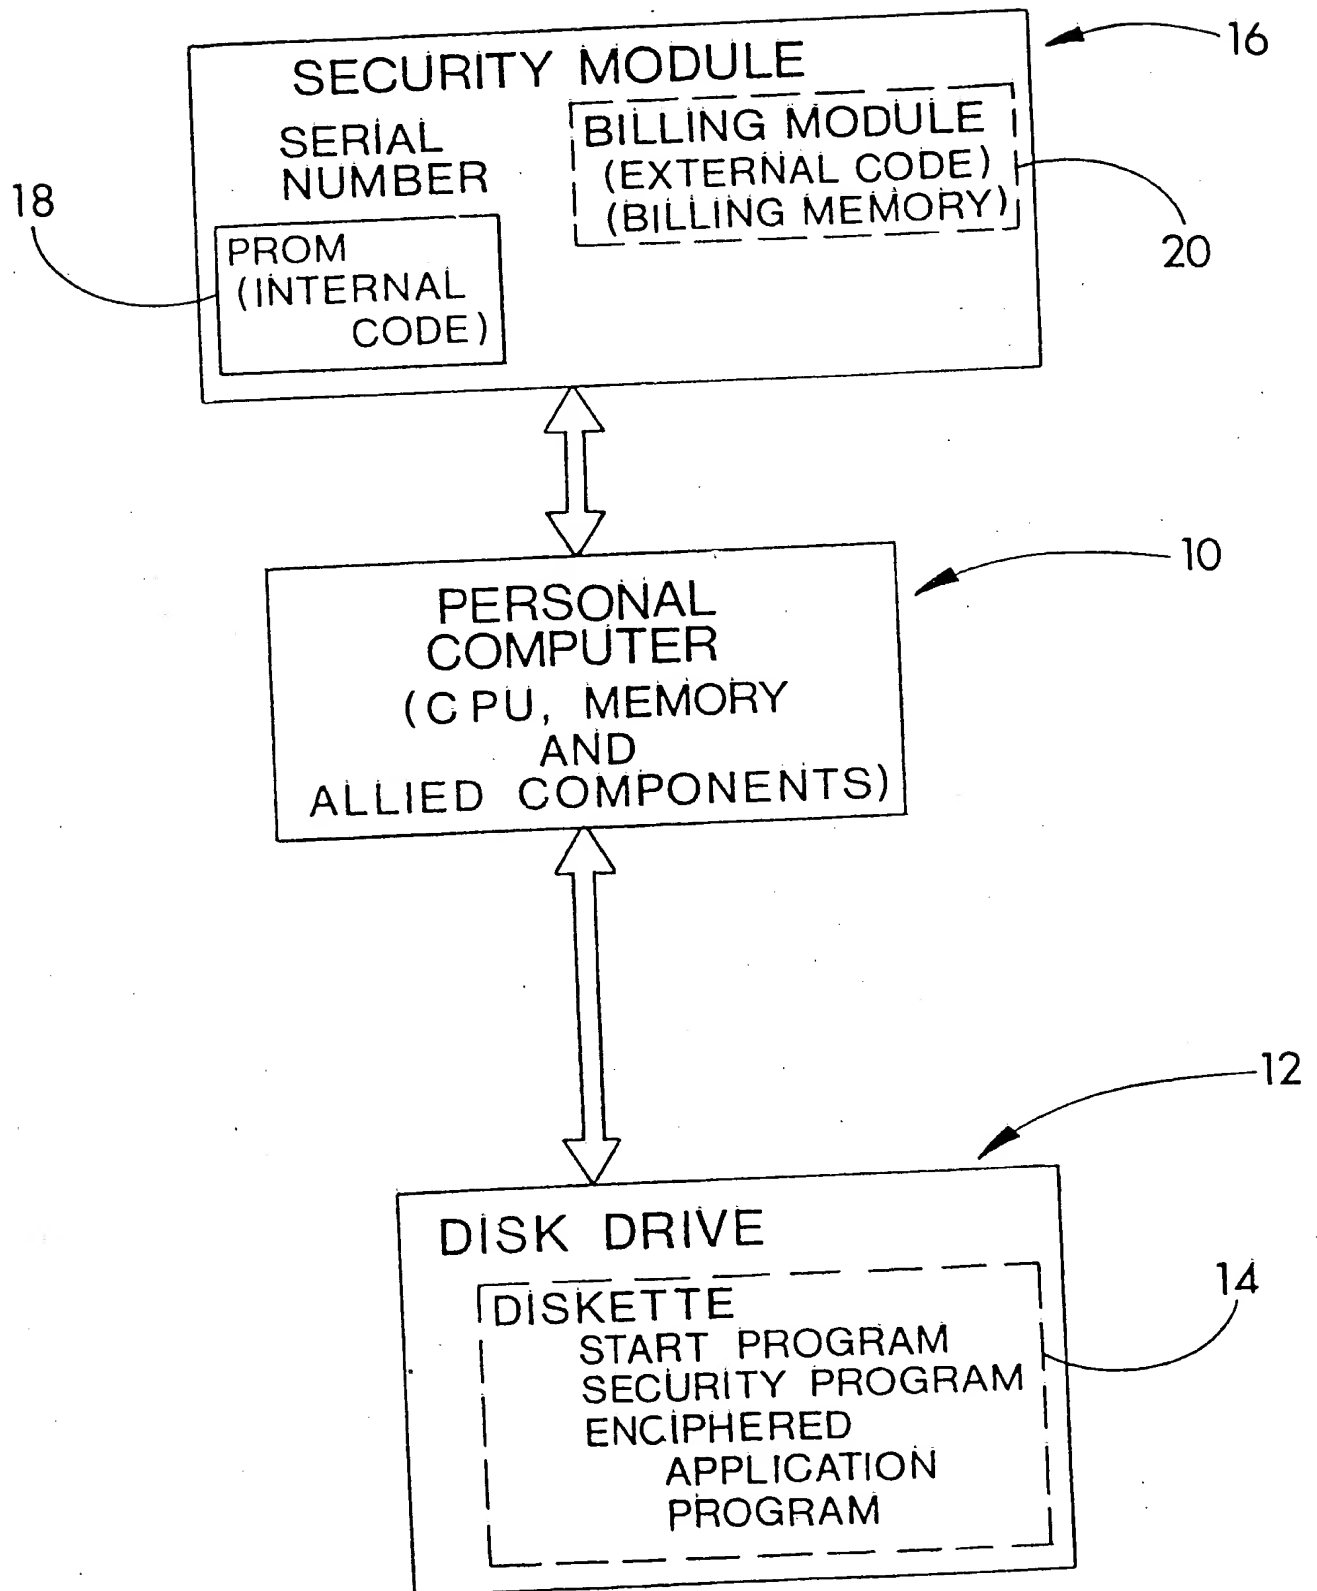 SECURITY MODULE
16
SERIAL
NUMBER
BILLING MODULE
(EXTERNAL CODE)
(BILLING MEMORY)
20
18
PROM
(INTERNAL
CODE)
10
PERSONAL
COMPUTER
(CPU, MEMORY
AND
ALLIED COMPONENTS)
12
DISK DRIVE
14
DISKETTE
START PROGRAM
SECURITY PROGRAM
ENCIPHERED
APPLICATION
PROGRAM